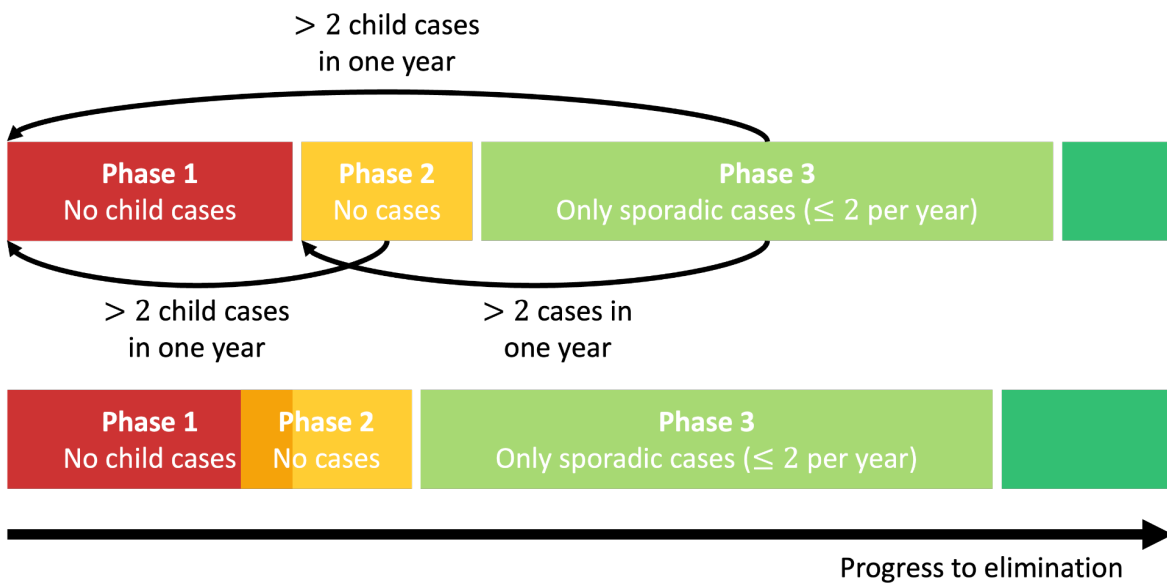 > 2 child cases
in one year
Phase 1
No child cases
Phase 2
No cases
Phase 3
Only sporadic cases (≤ 2 per year)
> 2 child cases
in one year
> 2 cases in
one year
Phase 1
No child cases
Phase 2
No cases
Phase 3
Only sporadic cases (≤ 2 per year)
Progress to elimination